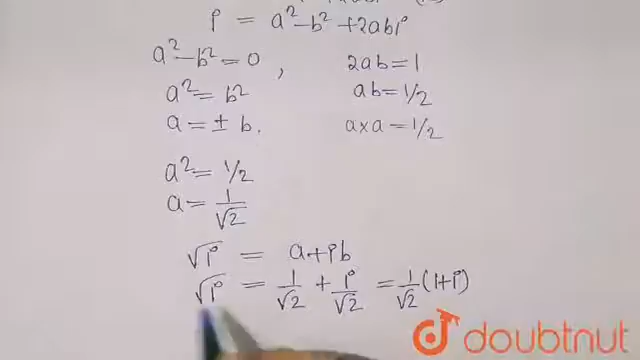 i = a² − b² + 2abi
a² − b² = 0 , 2ab = 1
a² = b² ab = 1/2
a = ± b. a×a = 1/2
a² = 1/2
a = 1/√2
√i = a + ib
√i = 1/√2 + i/√2 = 1/√2 (1+i)
doubtnut